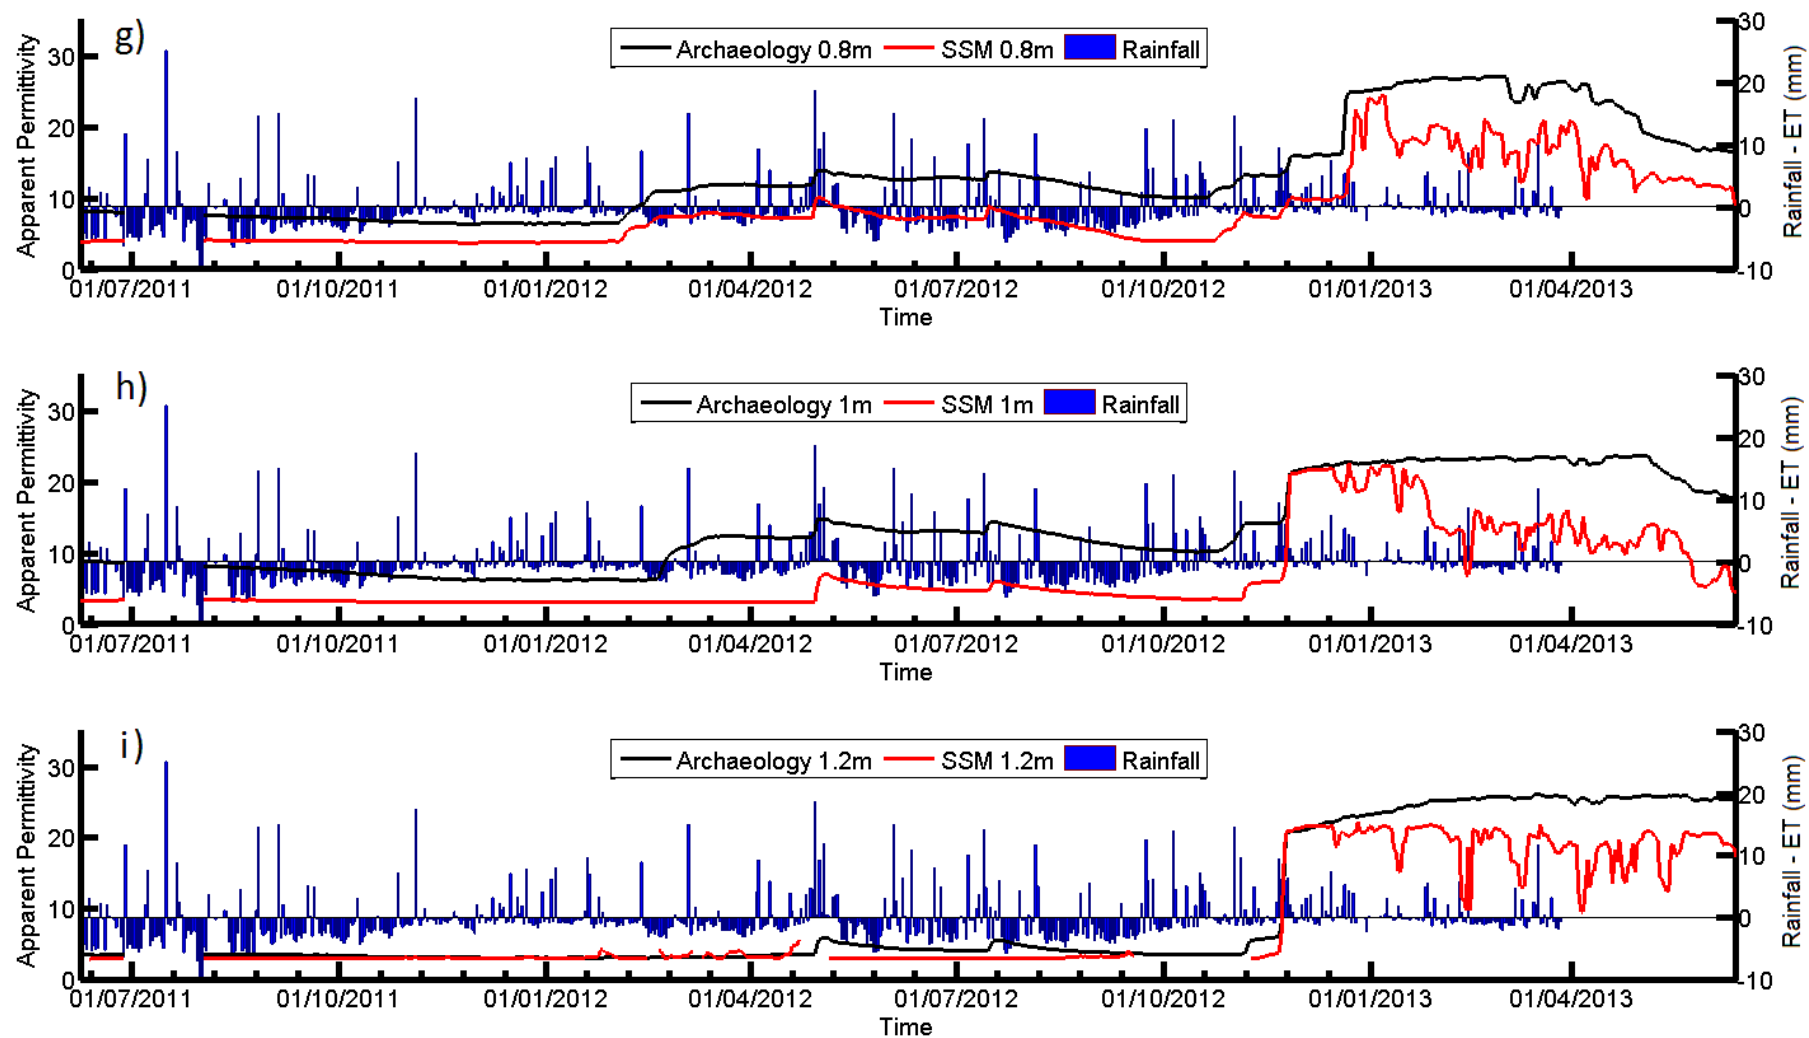 g)
Archaeology 0.8m SSM 0.8m Rainfall
Apparent Permittivity
30
20
10
0
30
20
10
0
-10
Rainfall - ET (mm)
01/07/2011 01/10/2011 01/01/2012 01/04/2012 01/07/2012 01/10/2012 01/01/2013 01/04/2013
Time
h)
Archaeology 1m SSM 1m Rainfall
Apparent Permittivity
30
20
10
0
30
20
10
0
-10
Rainfall - ET (mm)
01/07/2011 01/10/2011 01/01/2012 01/04/2012 01/07/2012 01/10/2012 01/01/2013 01/04/2013
Time
i)
Archaeology 1.2m SSM 1.2m Rainfall
Apparent Permittivity
30
20
10
0
30
20
10
0
-10
Rainfall - ET (mm)
01/07/2011 01/10/2011 01/01/2012 01/04/2012 01/07/2012 01/10/2012 01/01/2013 01/04/2013
Time